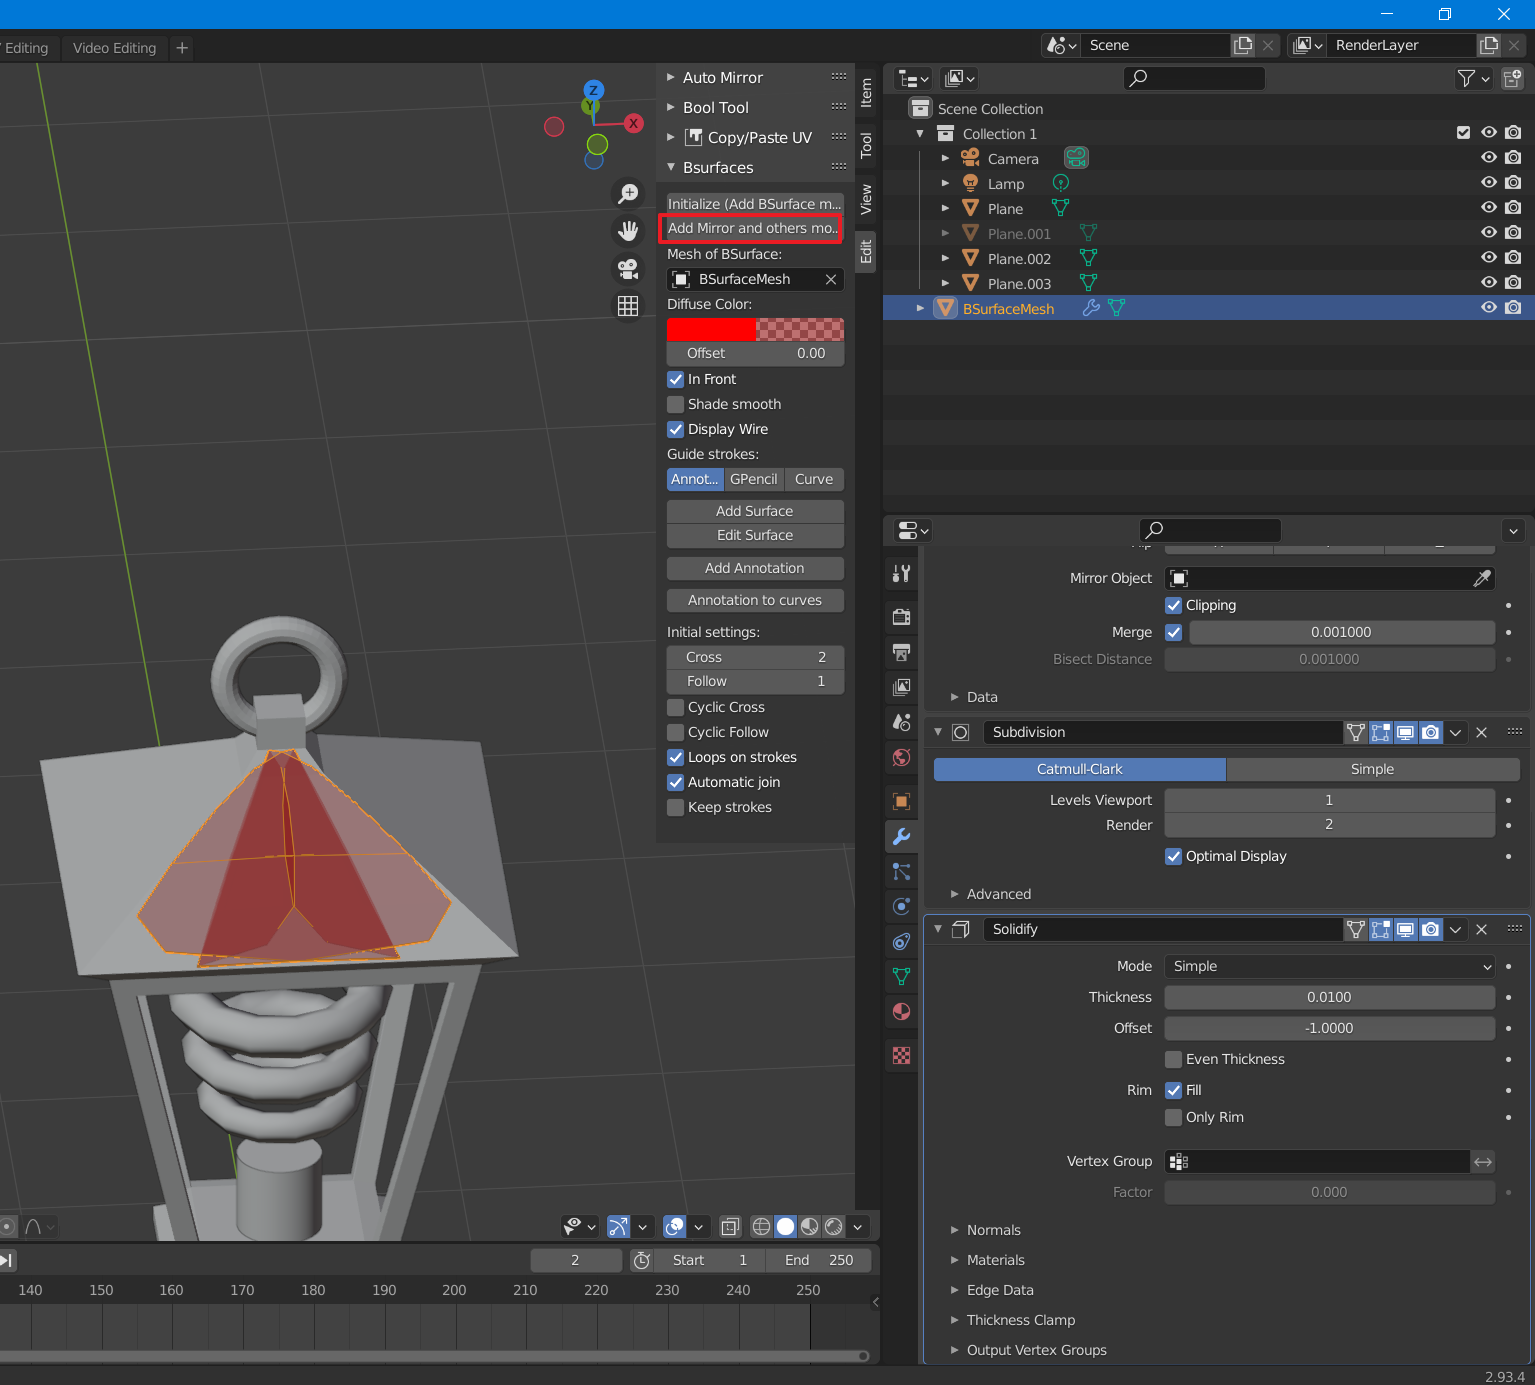 Editing
Video Editing
+
Scene
RenderLayer
Auto Mirror
Bool Tool
Copy/Paste UV
Bsurfaces
Initialize (Add BSurface m...
Add Mirror and others mo..
Mesh of BSurface:
BSurfaceMesh
Diffuse Color:
Offset 0.00
In Front
Shade smooth
Display Wire
Guide strokes:
Annot... GPencil Curve
Add Surface
Edit Surface
Add Annotation
Annotation to curves
Initial settings:
Cross 2
Follow 1
Cyclic Cross
Cyclic Follow
Loops on strokes
Automatic join
Keep strokes
Item
Tool
View
Edit
Z
Y
X
Scene Collection
Collection 1
Camera
Lamp
Plane
Plane.001
Plane.002
Plane.003
BSurfaceMesh
Mirror Object
Clipping
Merge 0.001000
Bisect Distance 0.001000
Data
Subdivision
Catmull-Clark Simple
Levels Viewport 1
Render 2
Optimal Display
Advanced
Solidify
Mode Simple
Thickness 0.0100
Offset -1.0000
Even Thickness
Rim Fill
Only Rim
Vertex Group
Factor 0.000
Normals
Materials
Edge Data
Thickness Clamp
Output Vertex Groups
2 Start 1 End 250
140 150 160 170 180 190 200 210 220 230 240 250
2.93.4